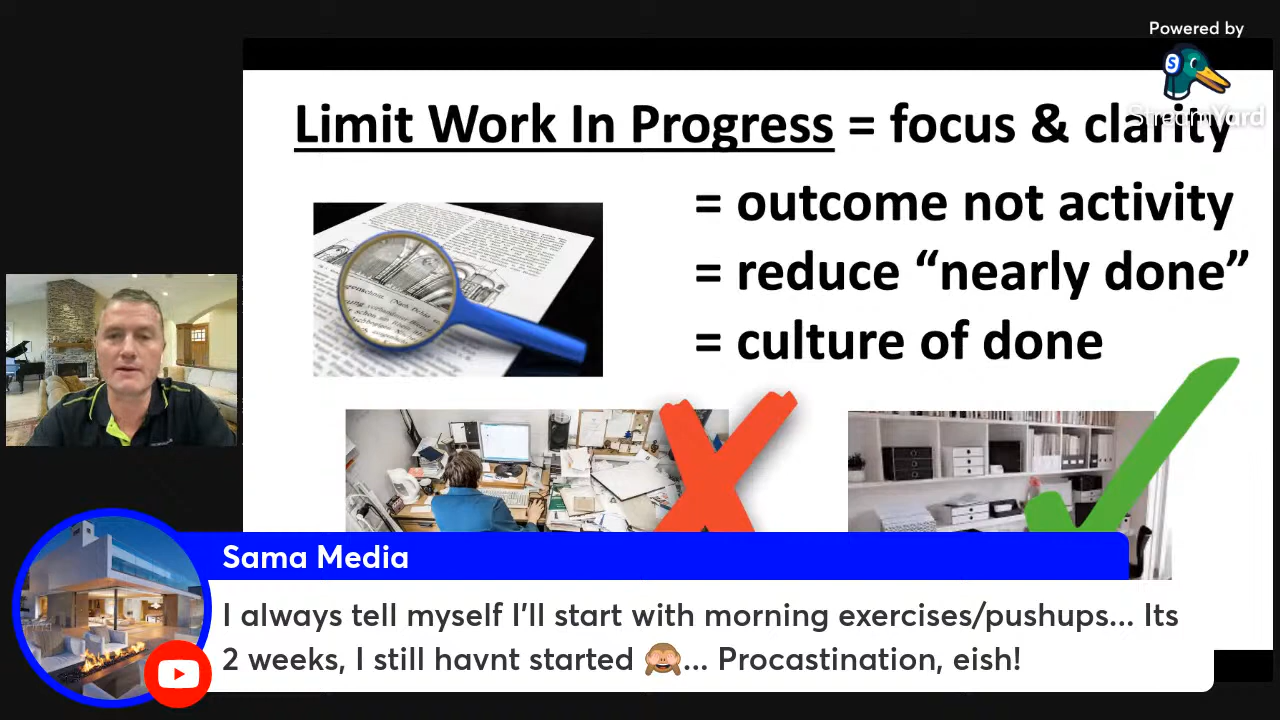 Powered by
StreamYard
Limit Work In Progress = focus & clarity
= outcome not activity
= reduce “nearly done”
= culture of done
Sama Media
I always tell myself I'll start with morning exercises/pushups... Its
2 weeks, I still havnt started 🙈... Procastination, eish!